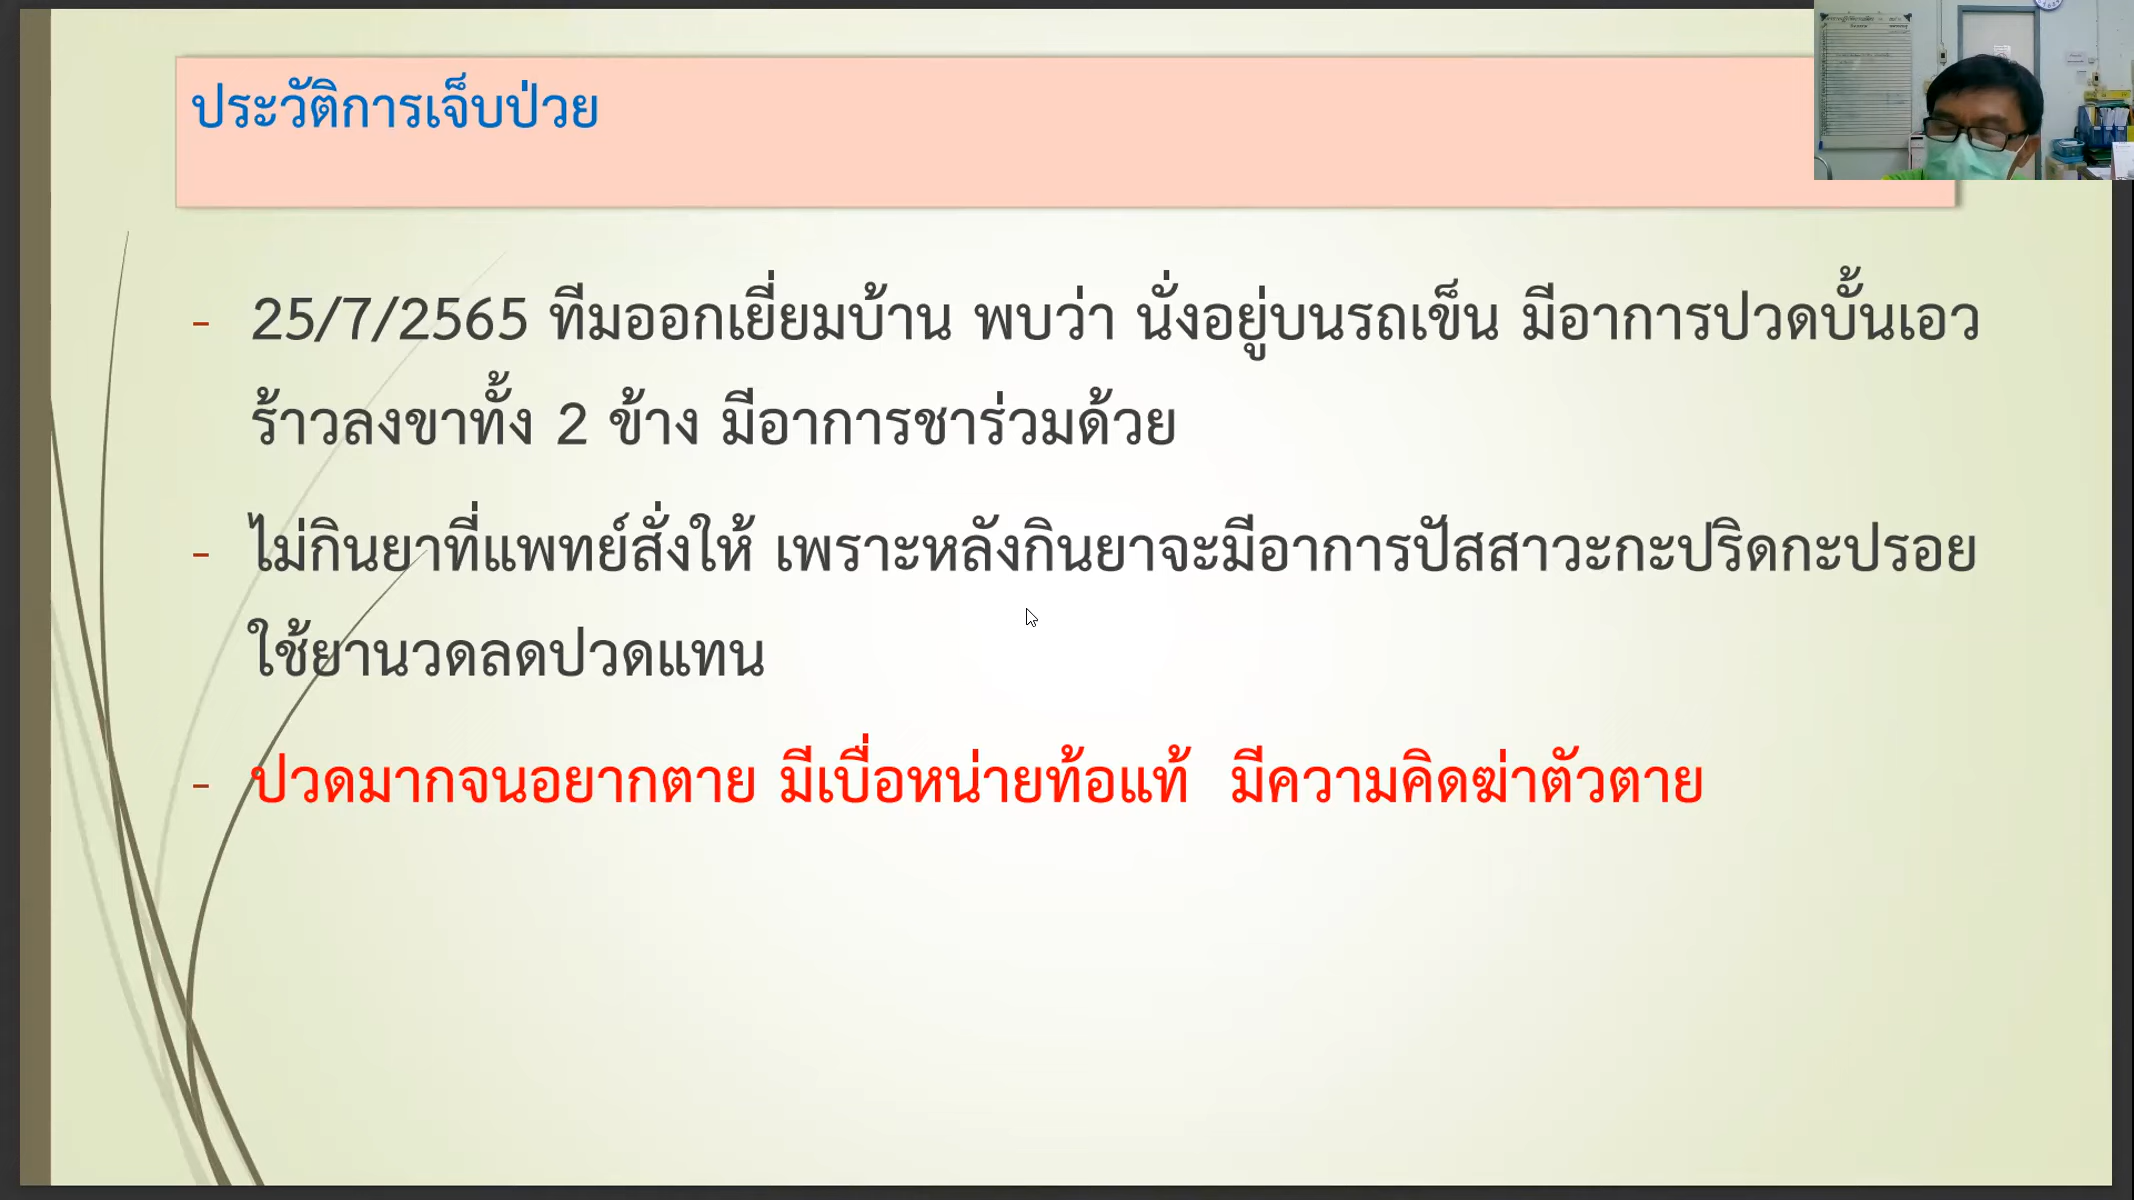 ประวัติการเจ็บป่วย
- 25/7/2565 ทีมออกเยี่ยมบ้าน พบว่า นั่งอยู่บนรถเข็น มีอาการปวดบั้นเอว
ร้าวลงขาทั้ง 2 ข้าง มีอาการชาร่วมด้วย
- ไม่กินยาที่แพทย์สั่งให้ เพราะหลังกินยาจะมีอาการปัสสาวะกะปริดกะปรอย
ใช้ยานวดลดปวดแทน
- ปวดมากจนอยากตาย มีเบื่อหน่ายท้อแท้ มีความคิดฆ่าตัวตาย